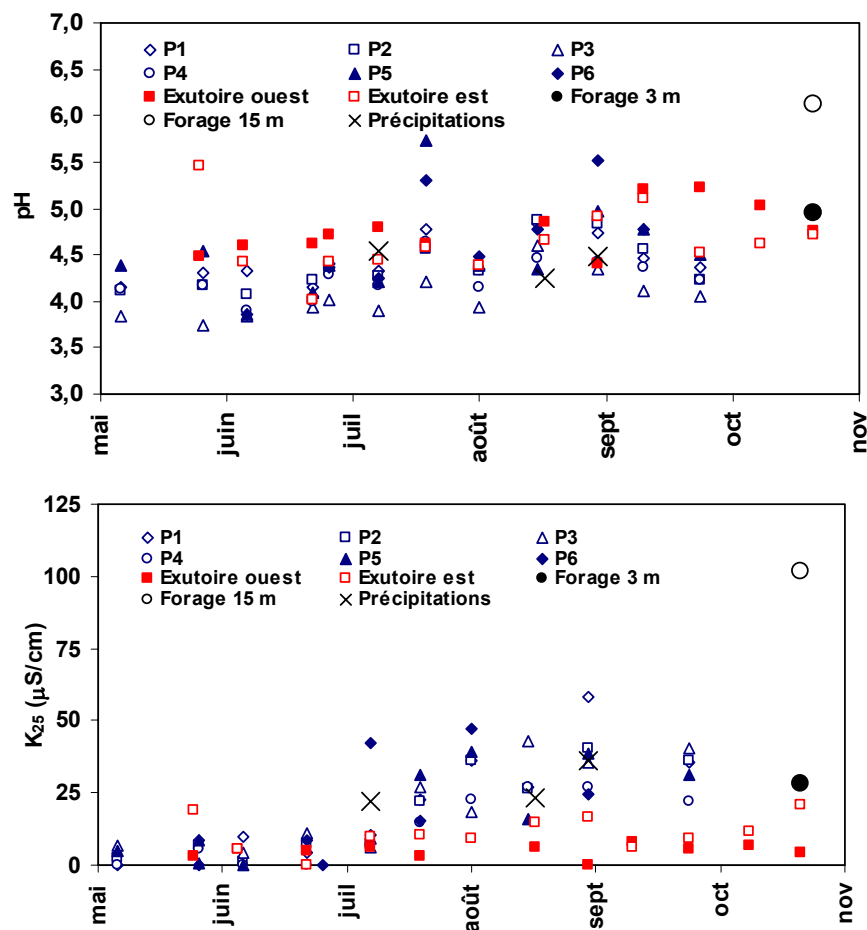 7,0
6,5
6,0
5,5
5,0
4,5
4,0
3,5
3,0
pH
P1 P2 P3
P4 P5 P6
Exutoire ouest Exutoire est Forage 3 m
Forage 15 m Précipitations
mai juin juil août sept oct nov
125
100
75
50
25
0
K25 (µS/cm)
P1 P2 P3
P4 P5 P6
Exutoire ouest Exutoire est Forage 3 m
Forage 15 m Précipitations
mai juin juil août sept oct nov